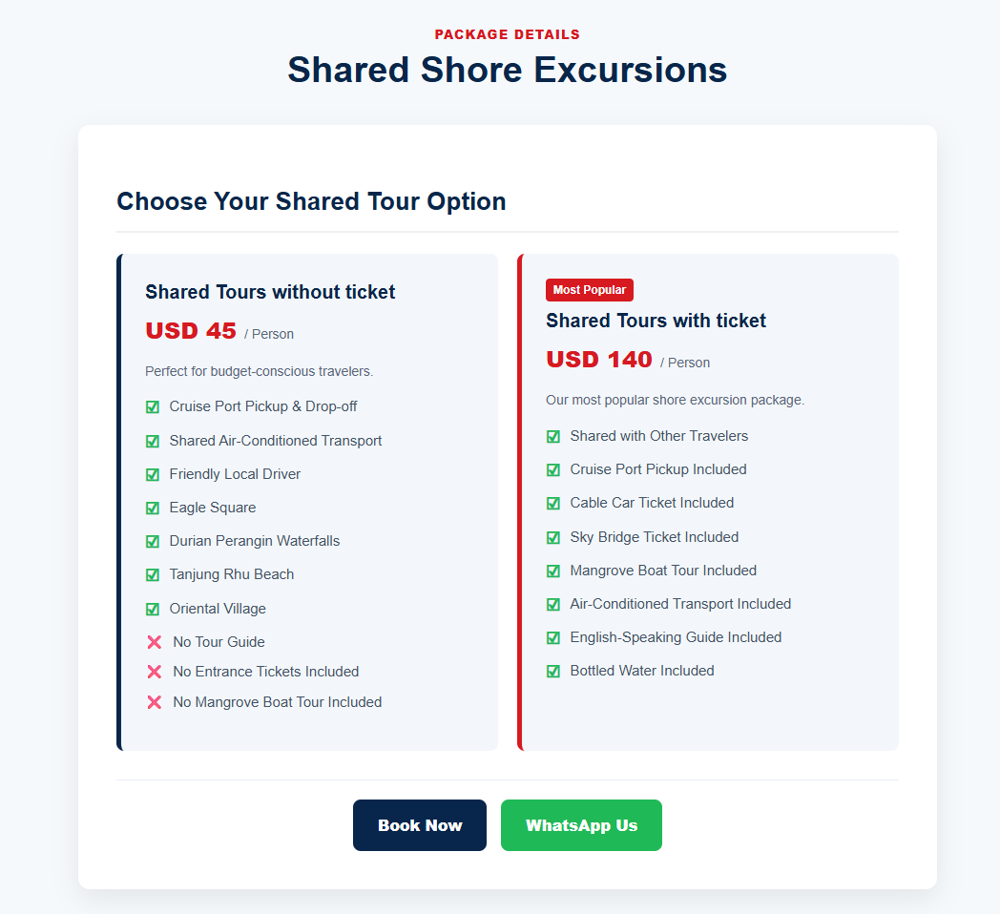 PACKAGE DETAILS
Shared Shore Excursions
Choose Your Shared Tour Option
Shared Tours without ticket
USD 45 / Person
Perfect for budget-conscious travelers.
Cruise Port Pickup & Drop-off
Shared Air-Conditioned Transport
Friendly Local Driver
Eagle Square
Durian Perangin Waterfalls
Tanjung Rhu Beach
Oriental Village
No Tour Guide
No Entrance Tickets Included
No Mangrove Boat Tour Included
Most Popular
Shared Tours with ticket
USD 140 / Person
Our most popular shore excursion package.
Shared with Other Travelers
Cruise Port Pickup Included
Cable Car Ticket Included
Sky Bridge Ticket Included
Mangrove Boat Tour Included
Air-Conditioned Transport Included
English-Speaking Guide Included
Bottled Water Included
Book Now
WhatsApp Us